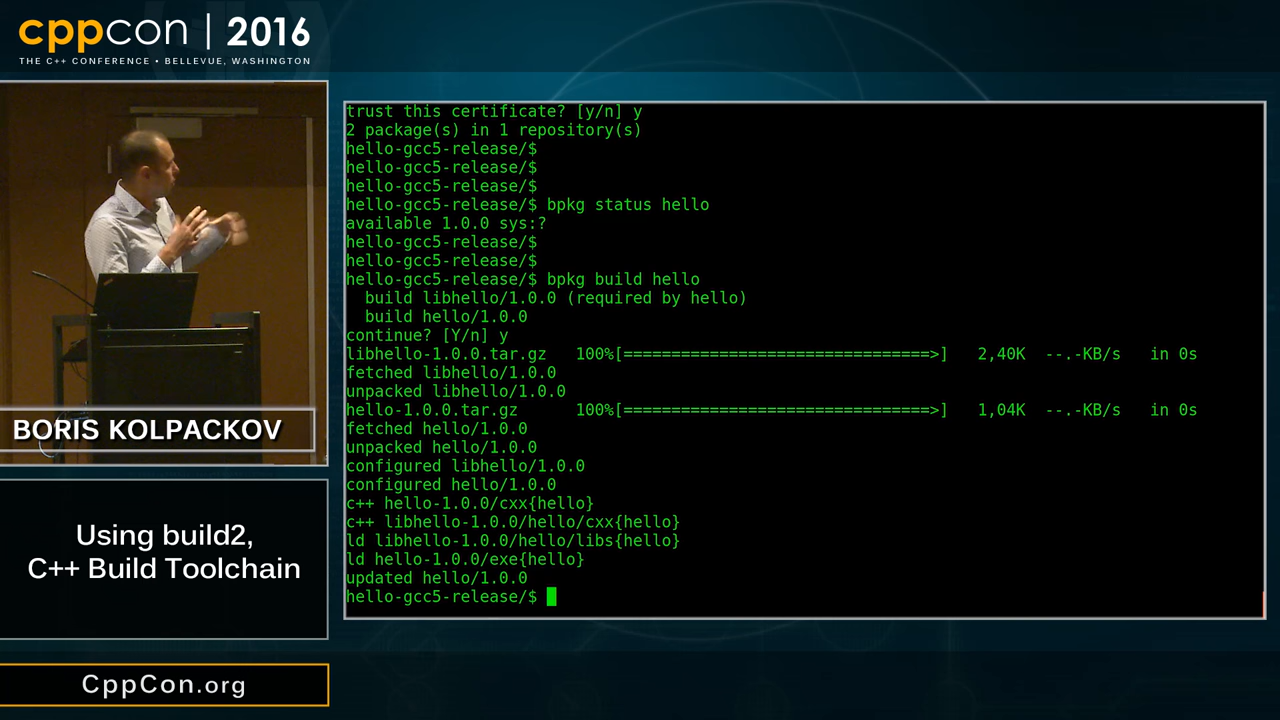 cppcon | 2016
THE C++ CONFERENCE • BELLEVUE, WASHINGTON
trust this certificate? [y/n] y
2 package(s) in 1 repository(s)
hello-gcc5-release/$
hello-gcc5-release/$
hello-gcc5-release/$
hello-gcc5-release/$ bpkg status hello
available 1.0.0 sys:?
hello-gcc5-release/$
hello-gcc5-release/$
hello-gcc5-release/$ bpkg build hello
  build libhello/1.0.0 (required by hello)
  build hello/1.0.0
continue? [Y/n] y
libhello-1.0.0.tar.gz   100%[================================>]   2,40K  --.-KB/s   in 0s
fetched libhello/1.0.0
unpacked libhello/1.0.0
hello-1.0.0.tar.gz      100%[================================>]   1,04K  --.-KB/s   in 0s
fetched hello/1.0.0
unpacked hello/1.0.0
configured libhello/1.0.0
configured hello/1.0.0
c++ hello-1.0.0/cxx{hello}
c++ libhello-1.0.0/hello/cxx{hello}
ld libhello-1.0.0/hello/libs{hello}
ld hello-1.0.0/exe{hello}
updated hello/1.0.0
hello-gcc5-release/$
BORIS KOLPACKOV
Using build2,
C++ Build Toolchain
CppCon.org